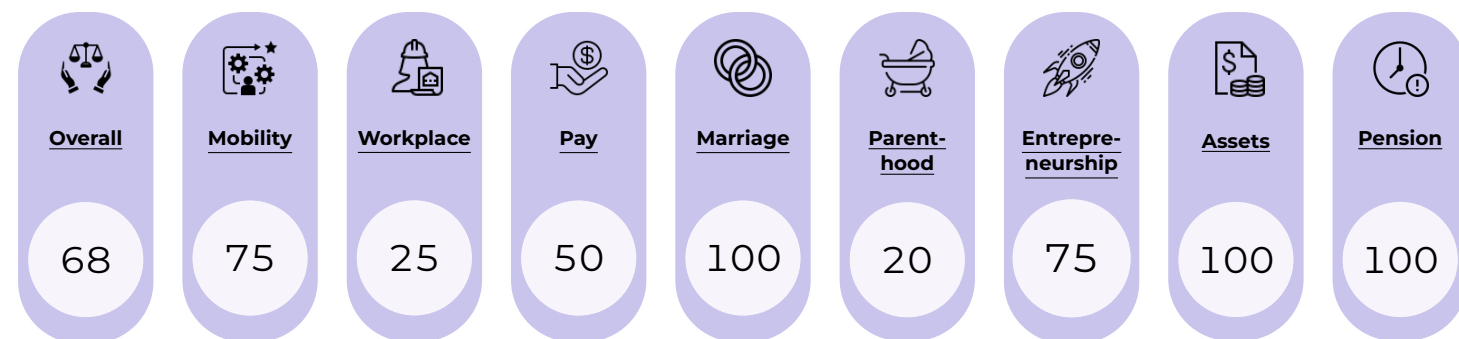 Overall
68
Mobility
75
Workplace
25
Pay
$
50
Marriage
100
Parent-
hood
20
Entrepre-
neurship
75
$
Assets
100
!
Pension
100